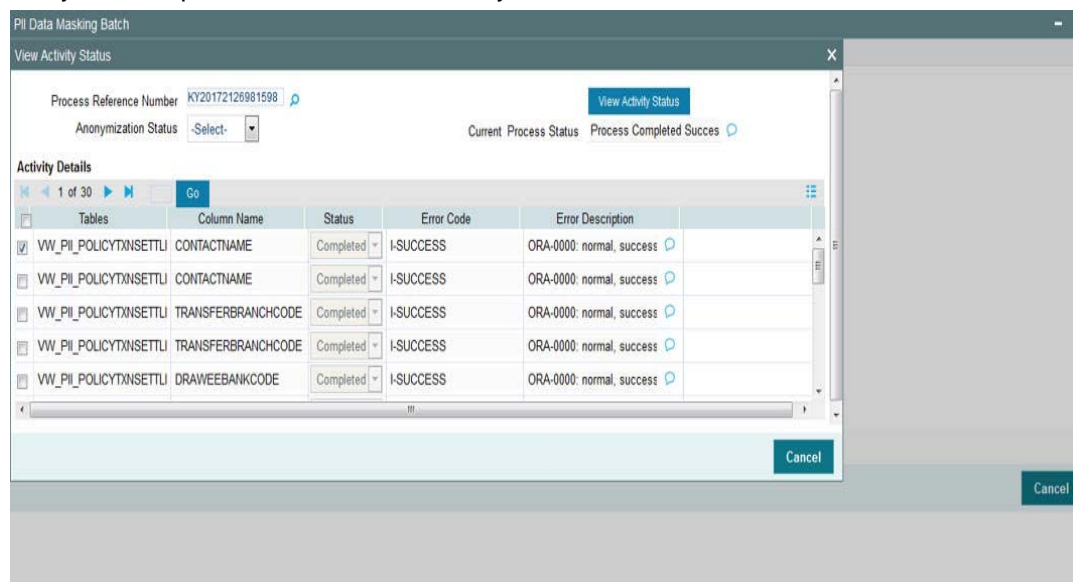 PII Data Masking Batch
View Activity Status
Process Reference Number KY20172126981598
View Activity Status
Anonymization Status -Select-
Current Process Status Process Completed Succes
Activity Details
1 of 30 Go
Tables Column Name Status Error Code Error Description
VW_PII_POLICYTXNSETTLI CONTACTNAME Completed I-SUCCESS ORA-0000: normal, success
VW_PII_POLICYTXNSETTLI CONTACTNAME Completed I-SUCCESS ORA-0000: normal, success
VW_PII_POLICYTXNSETTLI TRANSFERBRANCHCODE Completed I-SUCCESS ORA-0000: normal, success
VW_PII_POLICYTXNSETTLI TRANSFERBRANCHCODE Completed I-SUCCESS ORA-0000: normal, success
VW_PII_POLICYTXNSETTLI DRAWEEBANKCODE Completed I-SUCCESS ORA-0000: normal, success
Cancel
Cancel